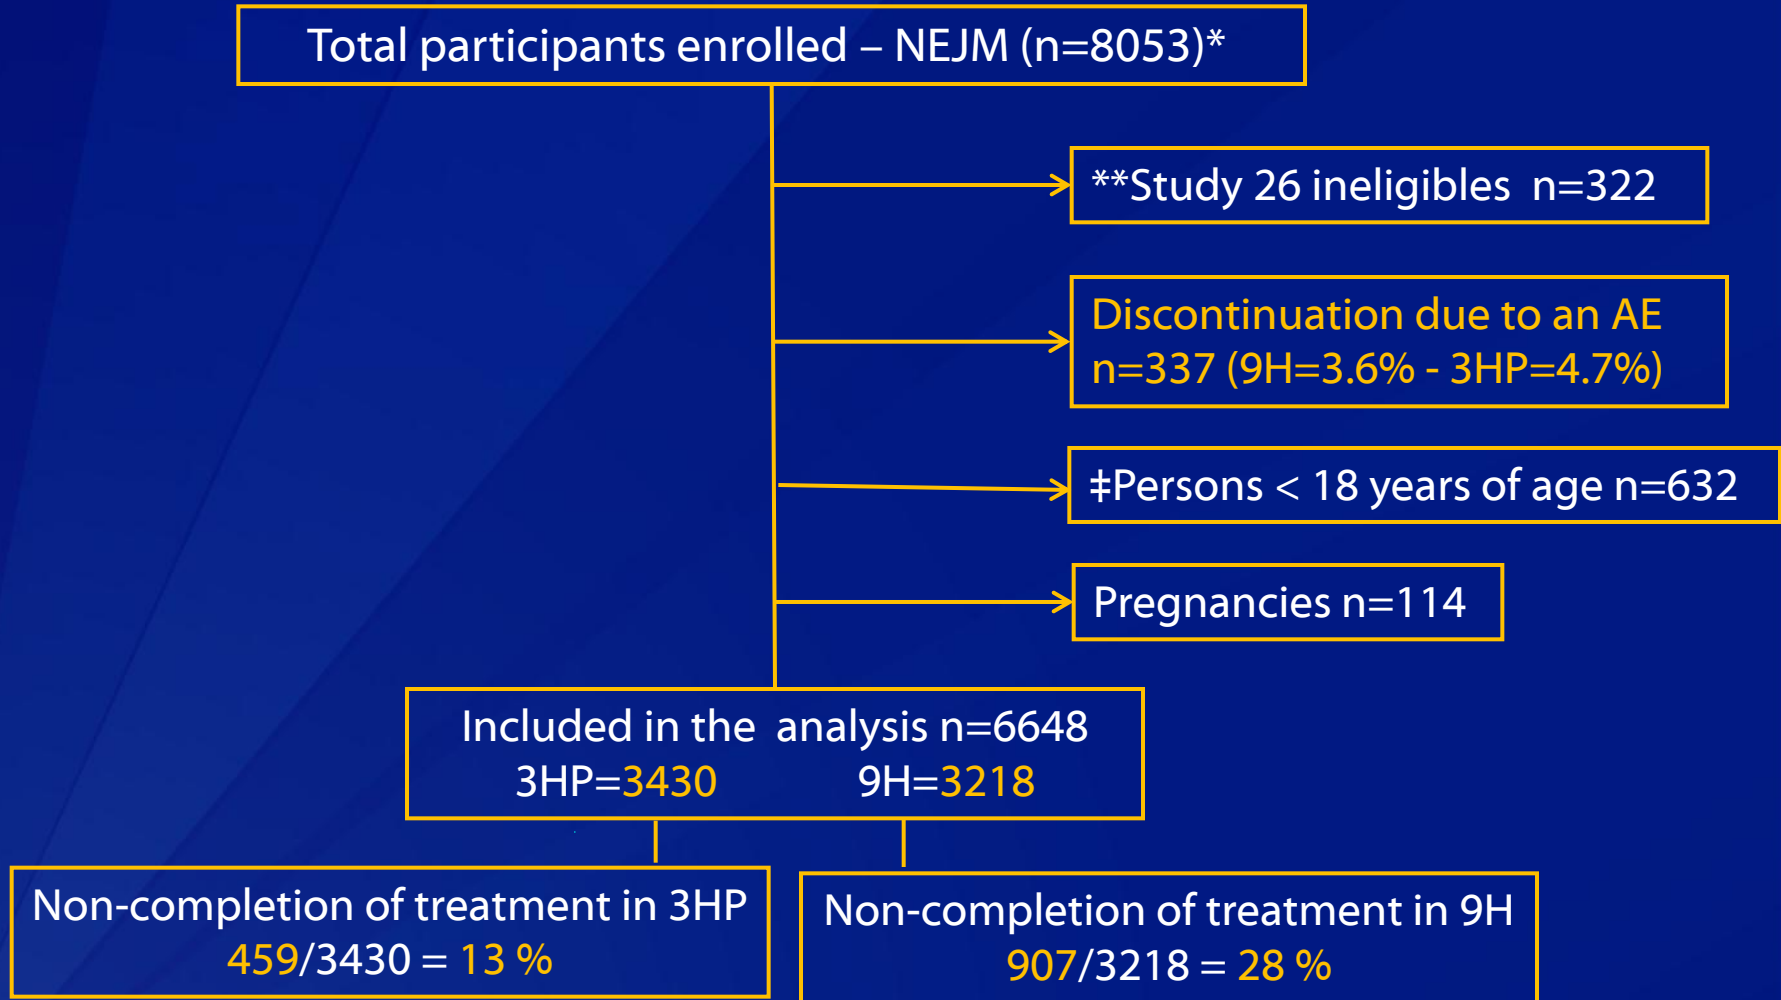 Total participants enrolled – NEJM (n=8053)*
**Study 26 ineligibles n=322
Discontinuation due to an AE
n=337 (9H=3.6% - 3HP=4.7%)
‡Persons < 18 years of age n=632
Pregnancies n=114
Included in the analysis n=6648
3HP=3430 9H=3218
Non-completion of treatment in 3HP
459/3430 = 13 %
Non-completion of treatment in 9H
907/3218 = 28 %